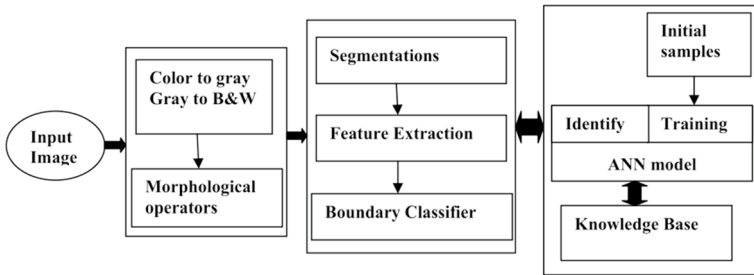 Input
Image
Color to gray
Gray to B&W
Morphological
operators
Segmentations
Feature Extraction
Boundary Classifier
Initial
samples
Identify
Training
ANN model
Knowledge Base